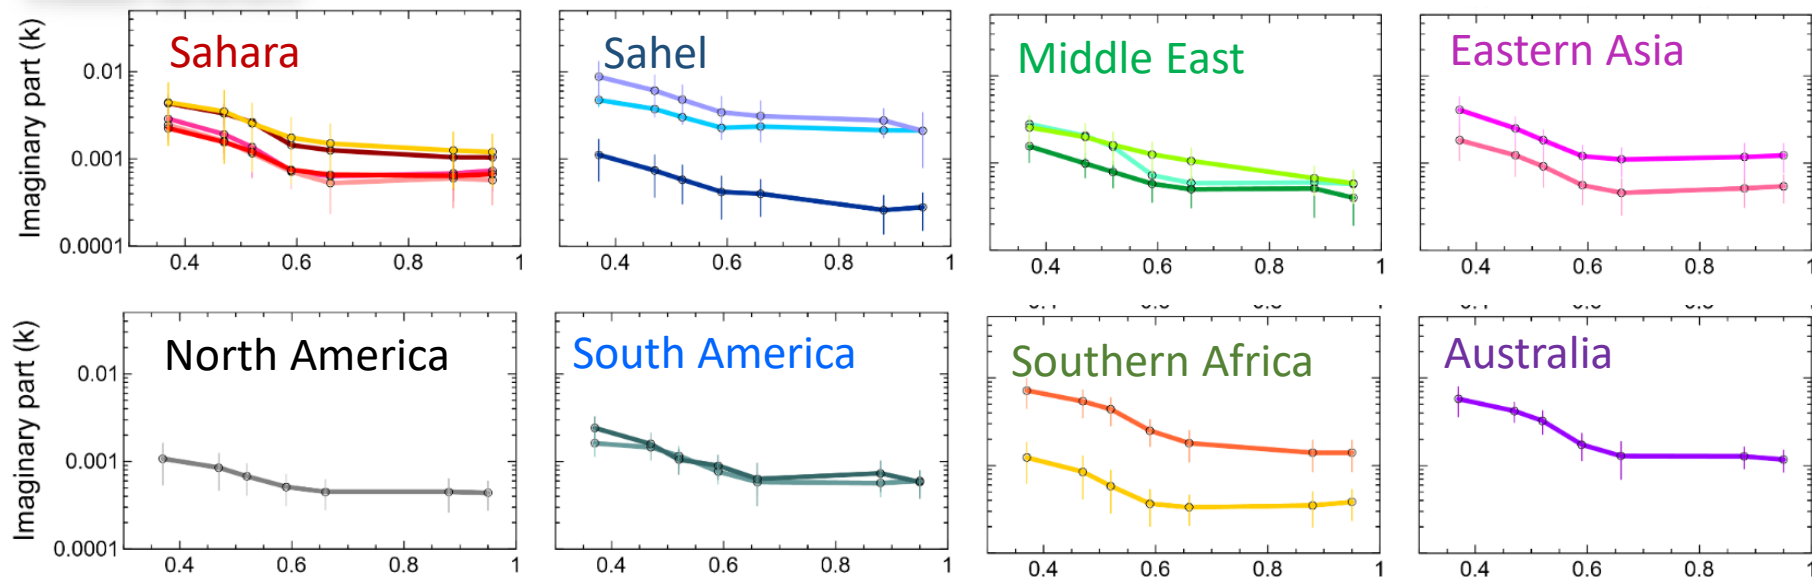 Imaginary part (k)
Sahara
Sahel
Middle East
Eastern Asia
0.01
0.001
0.0001
0.4 0.6 0.8 1
0.4 0.6 0.8 1
0.4 0.6 0.8 1
0.4 0.6 0.8 1
Imaginary part (k)
North America
South America
Southern Africa
Australia
0.01
0.001
0.0001
0.4 0.6 0.8 1
0.4 0.6 0.8 1
0.4 0.6 0.8 1
0.4 0.6 0.8 1